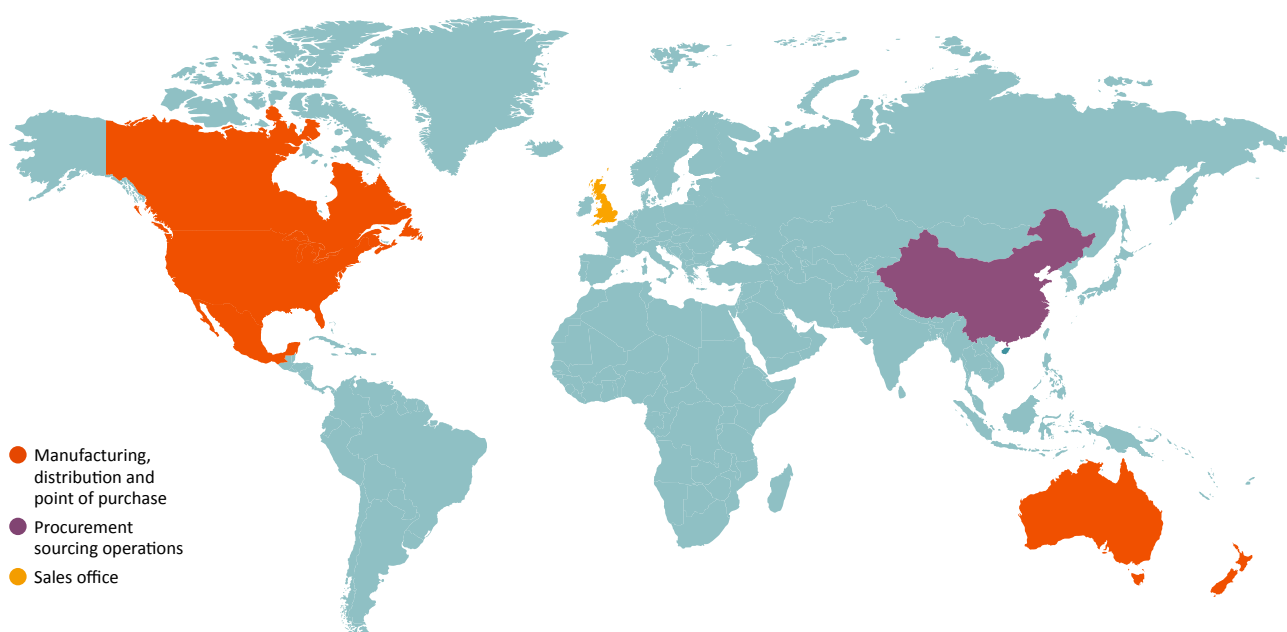 Manufacturing,
distribution and
point of purchase
Procurement
sourcing operations
Sales office